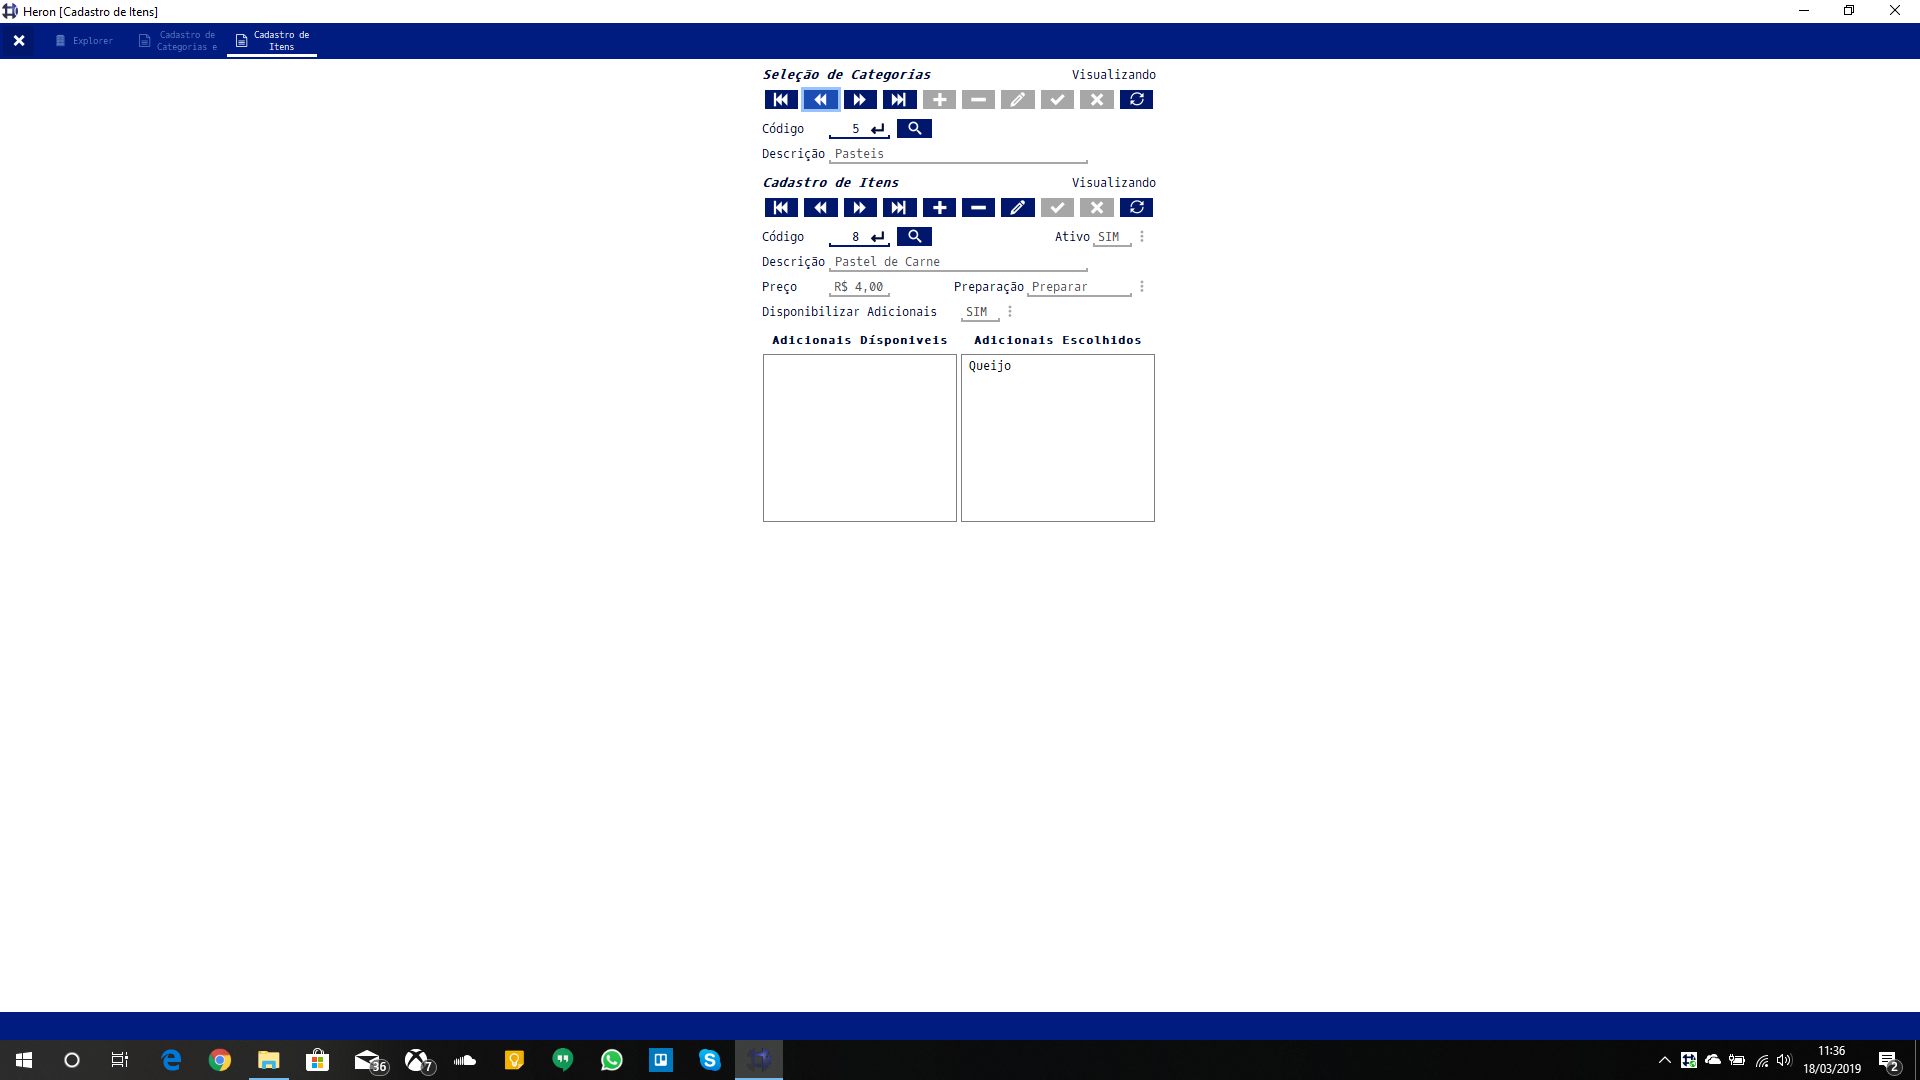 Heron [Cadastro de Itens]
Explorer
Cadastro de
Categorias e
Cadastro de
Itens
Seleção de Categorias
Visualizando
Código
5
Descrição
Pasteis
Cadastro de Itens
Visualizando
Código
8
Ativo
SIM
Descrição
Pastel de Carne
Preço
R$ 4,00
Preparação
Preparar
Disponibilizar Adicionais
SIM
Adicionais Dísponiveis
Adicionais Escolhidos
Queijo
36
7
11:36
18/03/2019
2